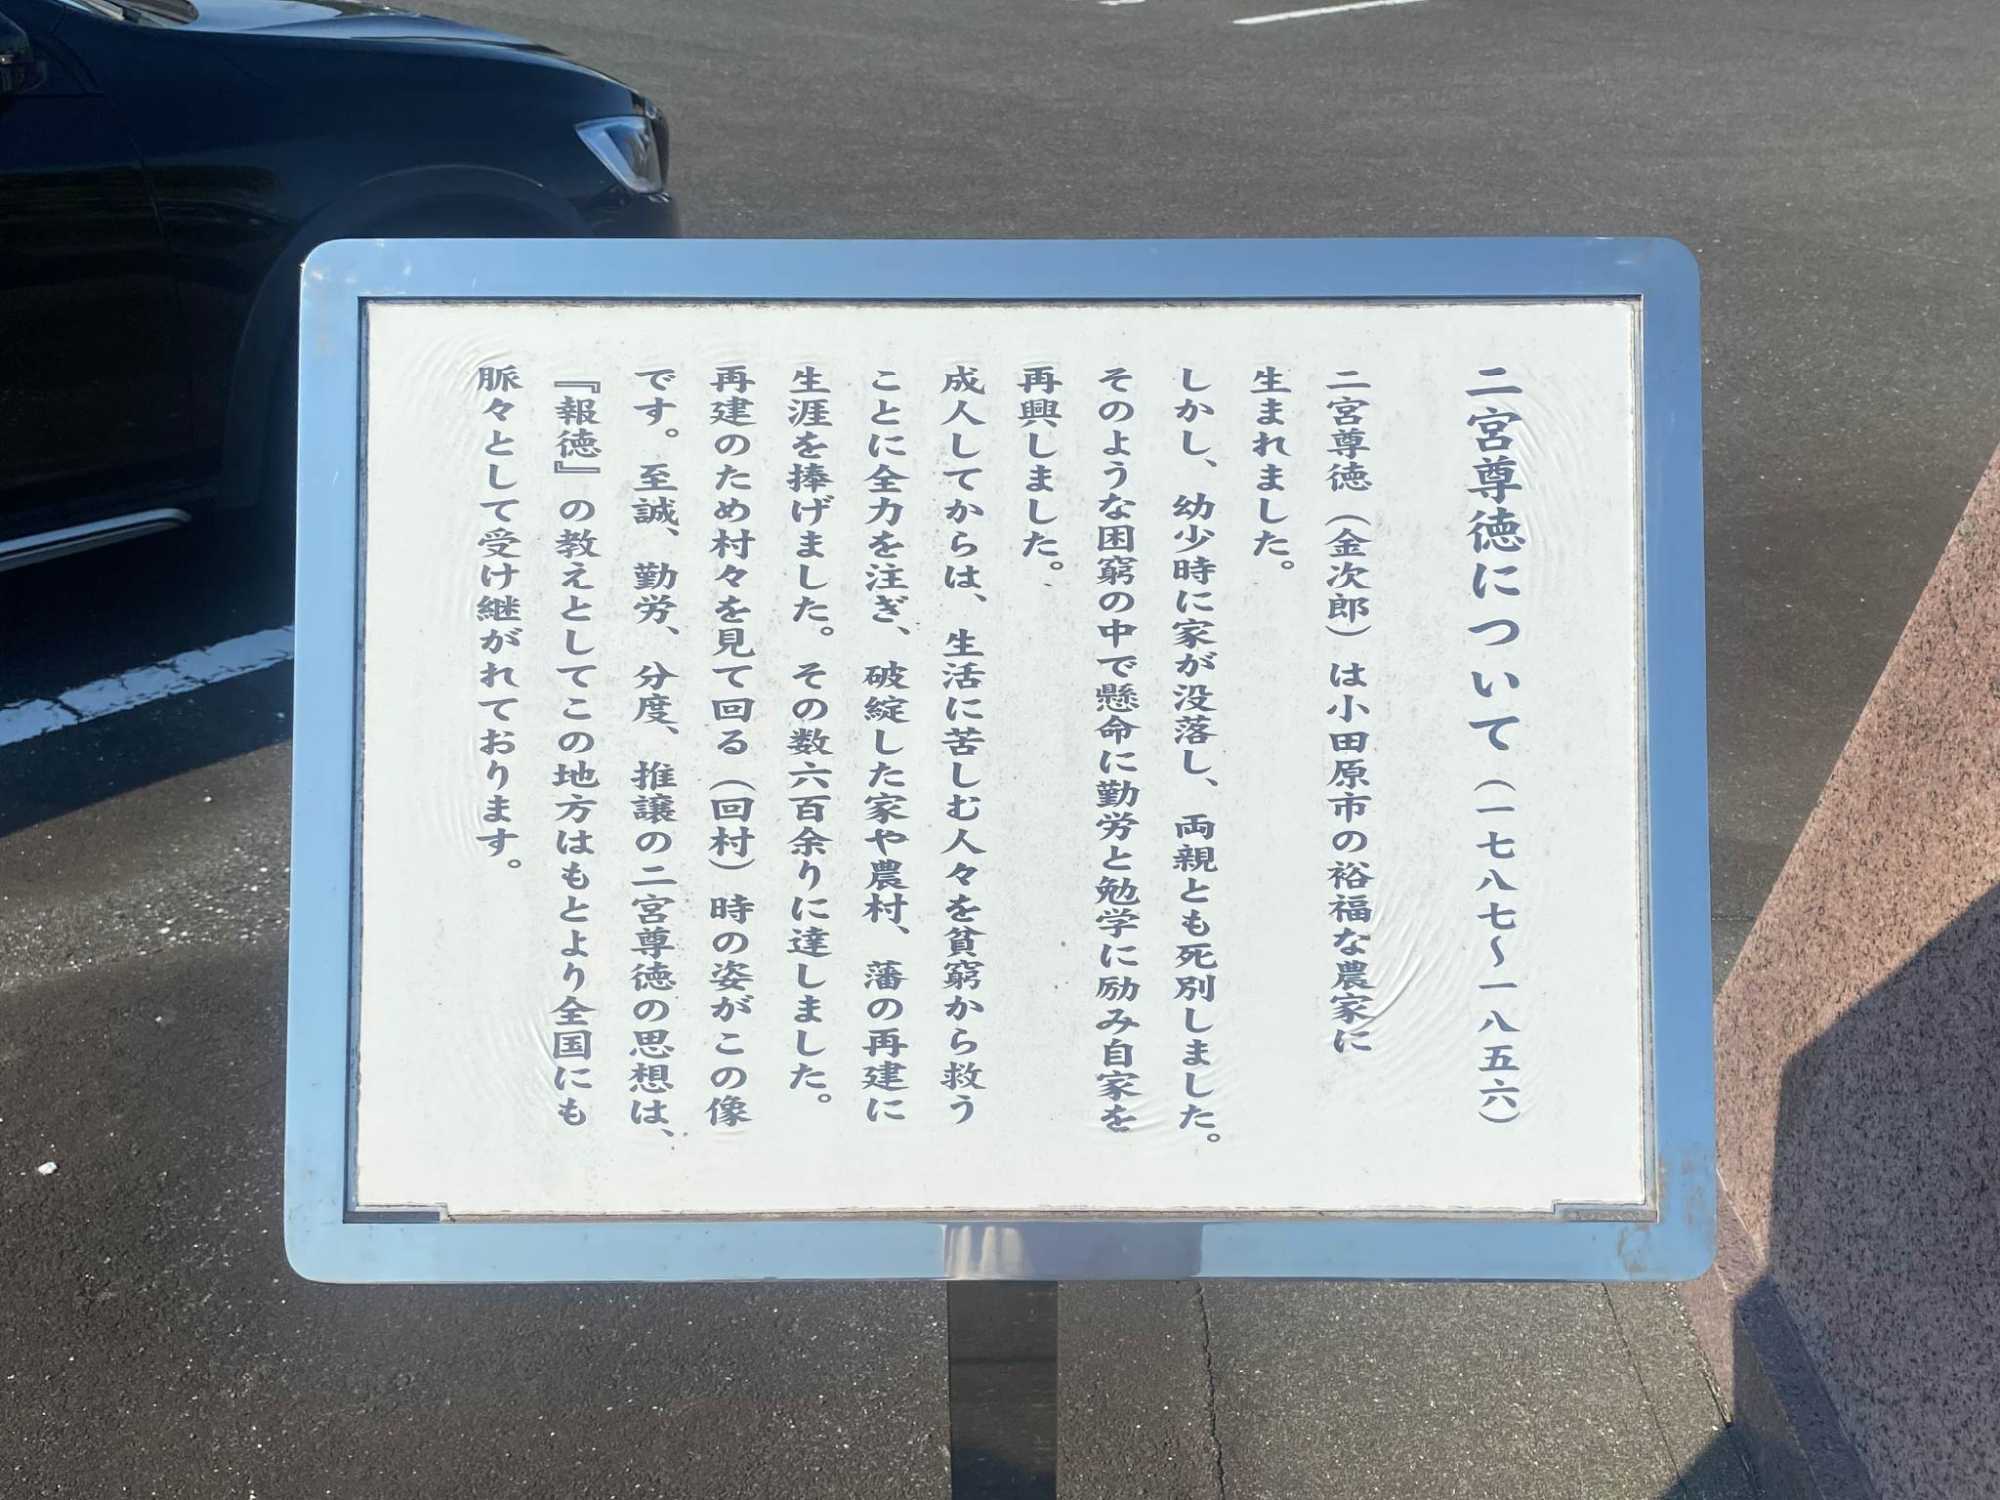 二宮尊徳について（一七八七～一八五六）
二宮尊徳（金次郎）は小田原市の裕福な農家に
生まれました。
しかし、幼少時に家が没落し、両親とも死別しました。
そのような困窮の中で懸命に勤労と勉学に励み自家を
再興しました。
成人してからは、生活に苦しむ人々を貧窮から救う
ことに全力を注ぎ、破綻した家や農村、藩の再建に
生涯を捧げました。その数六百余りに達しました。
再建のため村々を見て回る（回村）時の姿がこの像
です。至誠、勤労、分度、推譲の二宮尊徳の思想は、
『報徳』の教えとしてこの地方はもとより全国にも
脈々として受け継がれております。